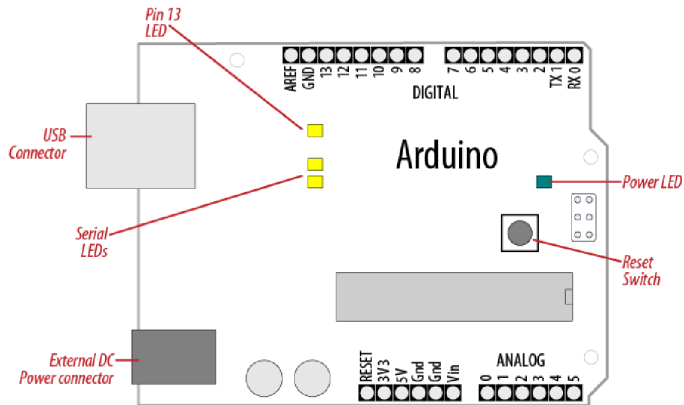 Pin 13
LED
AREF
GND
13
12
11
10
9
8
7
6
5
4
3
2
TX 1
RX 0
DIGITAL
USB
Connector
Arduino
Power LED
Serial
LEDs
Reset
Switch
External DC
Power connector
RESET
3V3
5V
Gnd
Gnd
Vin
ANALOG
0
1
2
3
4
5